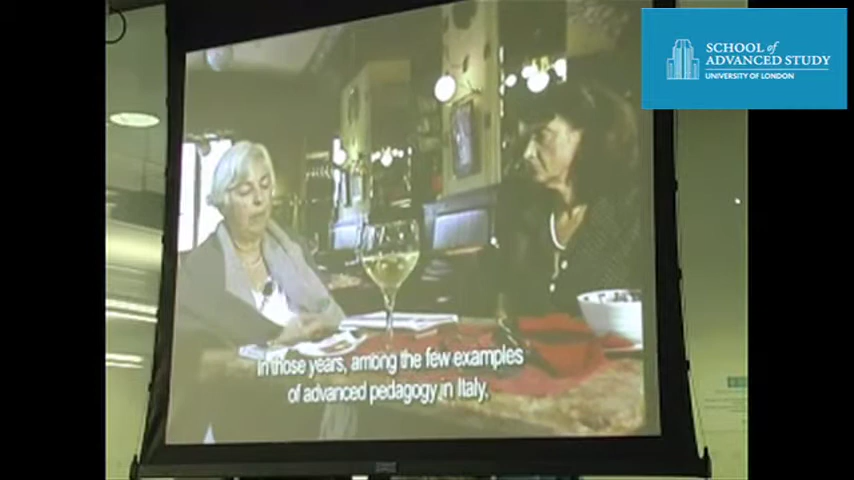 SCHOOL of
ADVANCED STUDY
UNIVERSITY OF LONDON
In those years, among the few examples
of advanced pedagogy in Italy,